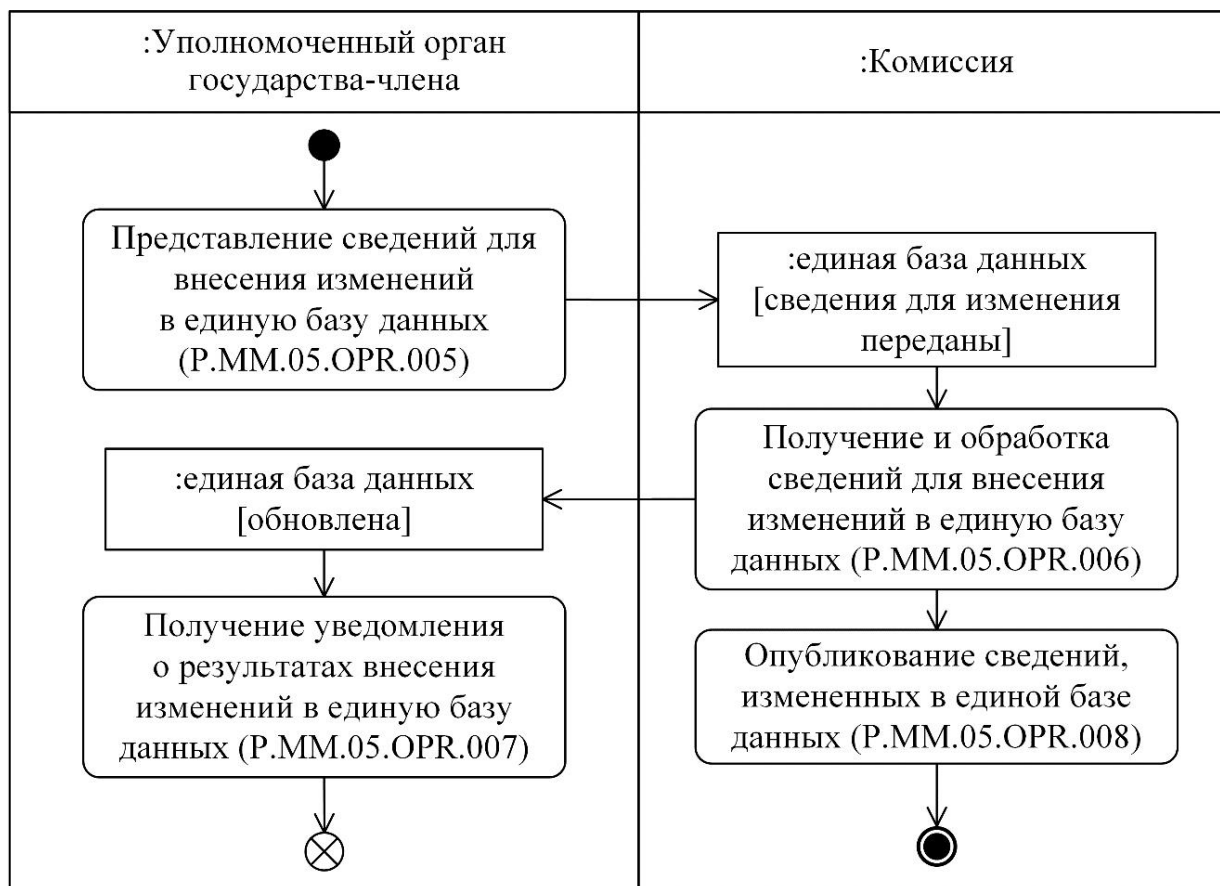 :Уполномоченный орган
государства-члена
:Комиссия
Представление сведений для
внесения изменений
в единую базу данных
(P.MM.05.OPR.005)
:единая база данных
[сведения для изменения
переданы]
Получение и обработка
сведений для внесения
изменений в единую базу
данных (P.MM.05.OPR.006)
:единая база данных
[обновлена]
Получение уведомления
о результатах внесения
изменений в единую базу
данных (P.MM.05.OPR.007)
Опубликование сведений,
измененных в единой базе
данных (P.MM.05.OPR.008)